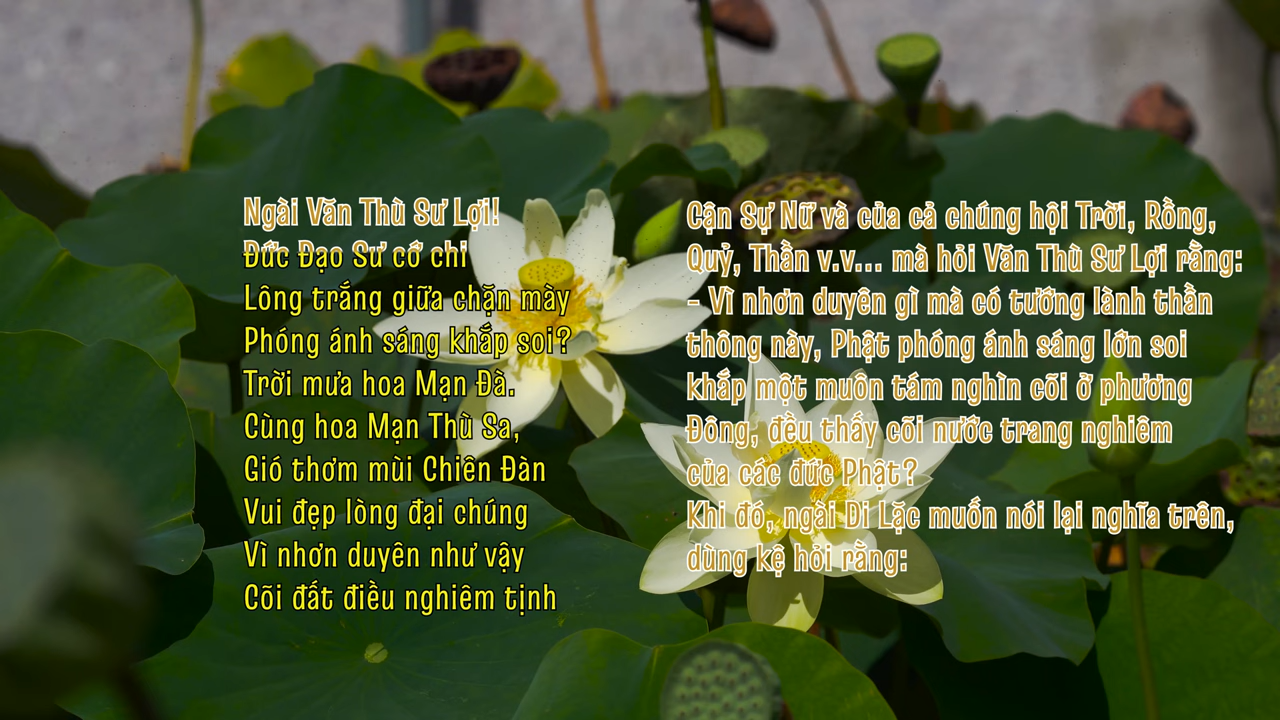 Ngài Văn Thù Sư Lợi!
Đức Đạo Sư cớ chi
Lông trắng giữa chặn mày
Phóng ánh sáng khắp soi?
Trời mưa hoa Mạn Đà.
Cùng hoa Mạn Thù Sa,
Gió thơm mùi Chiên Đàn
Vui đẹp lòng đại chúng
Vì nhơn duyên như vậy
Cõi đất điều nghiêm tịnh
Cận Sự Nữ và của cả chúng hội Trời, Rồng,
Quỷ, Thần v.v... mà hỏi Văn Thù Sư Lợi rằng:
- Vì nhơn duyên gì mà có tướng lành thần
thông này, Phật phóng ánh sáng lớn soi
khắp một muôn tám nghìn cõi ở phương
Đông, đều thấy cõi nước trang nghiêm
của các đức Phật?
Khi đó, ngài Di Lặc muốn nói lại nghĩa trên,
dùng kệ hỏi rằng: